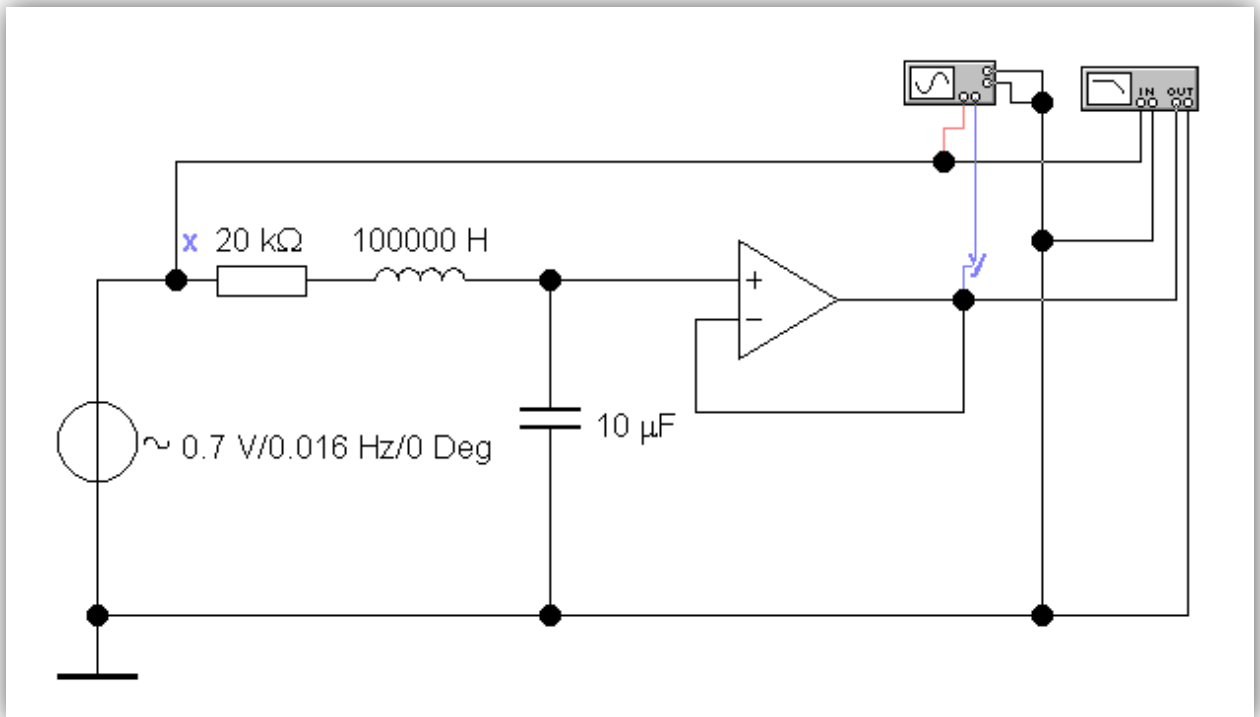 IN OUT
x 20 kΩ 100000 H
y
+
−
10 μF
~ 0.7 V/0.016 Hz/0 Deg